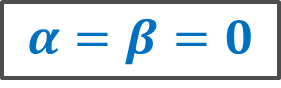 α = β = 0